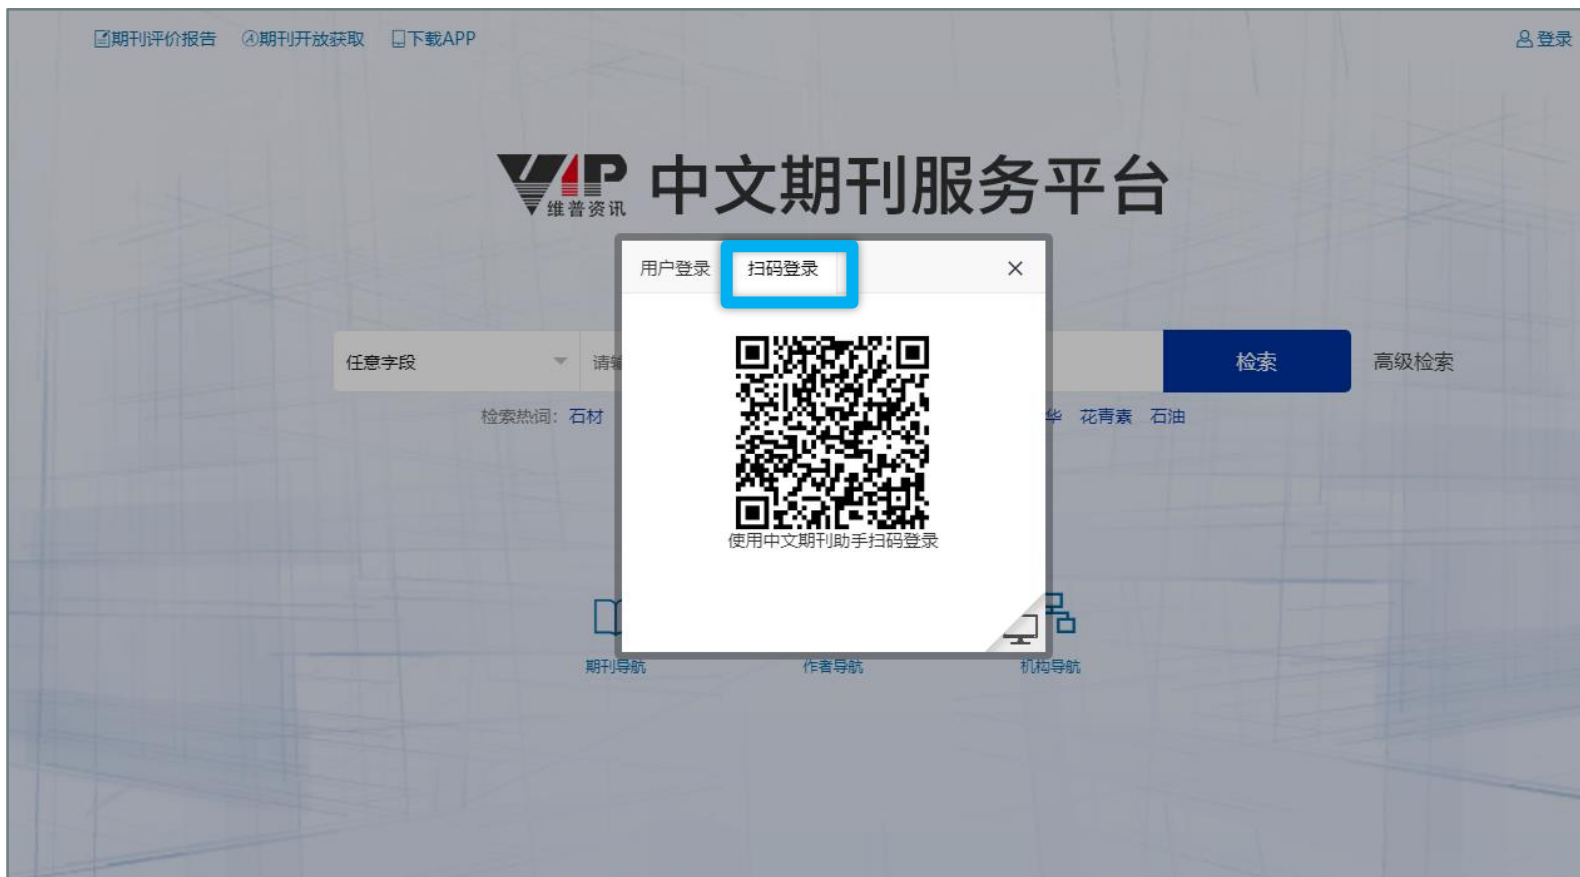 期刊评价报告 期刊开放获取 下载APP 登录
VIP 中文期刊服务平台
维普资讯
用户登录 扫码登录
任意字段 请输 检索 高级检索
检索热词：石材 华 花青素 石油
使用中文期刊助手扫码登录
期刊导航 作者导航 机构导航